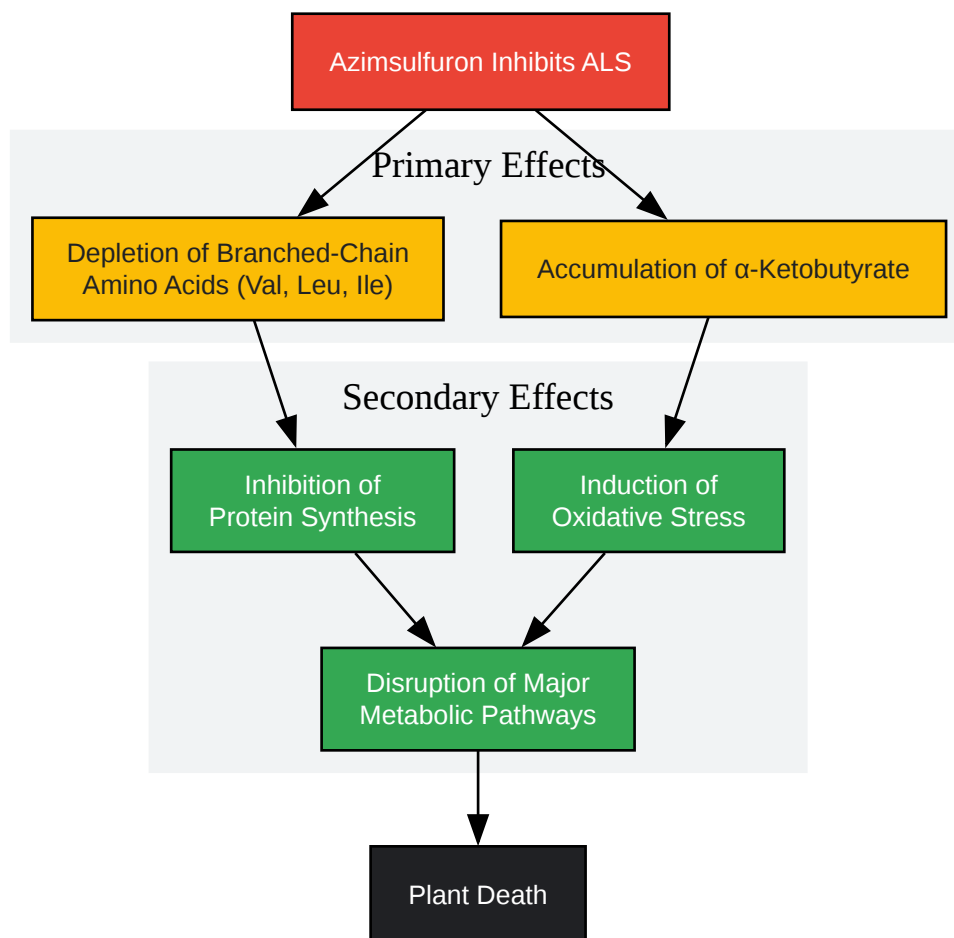 Azimsulfuron Inhibits ALS
Primary Effects
Depletion of Branched-Chain
Amino Acids (Val, Leu, Ile)
Accumulation of α-Ketobutyrate
Secondary Effects
Inhibition of
Protein Synthesis
Induction of
Oxidative Stress
Disruption of Major
Metabolic Pathways
Plant Death